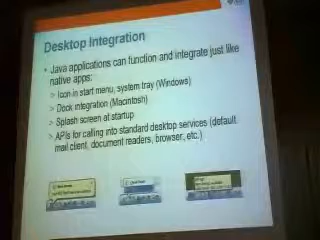 Desktop Integration
• Java applications can function and integrate just like
native apps:
> Icon in start menu, system tray (Windows)
> Dock integration (Macintosh)
> Splash screen at startup
> APIs for calling into standard desktop services (default
mail client, document readers, browser, etc.)